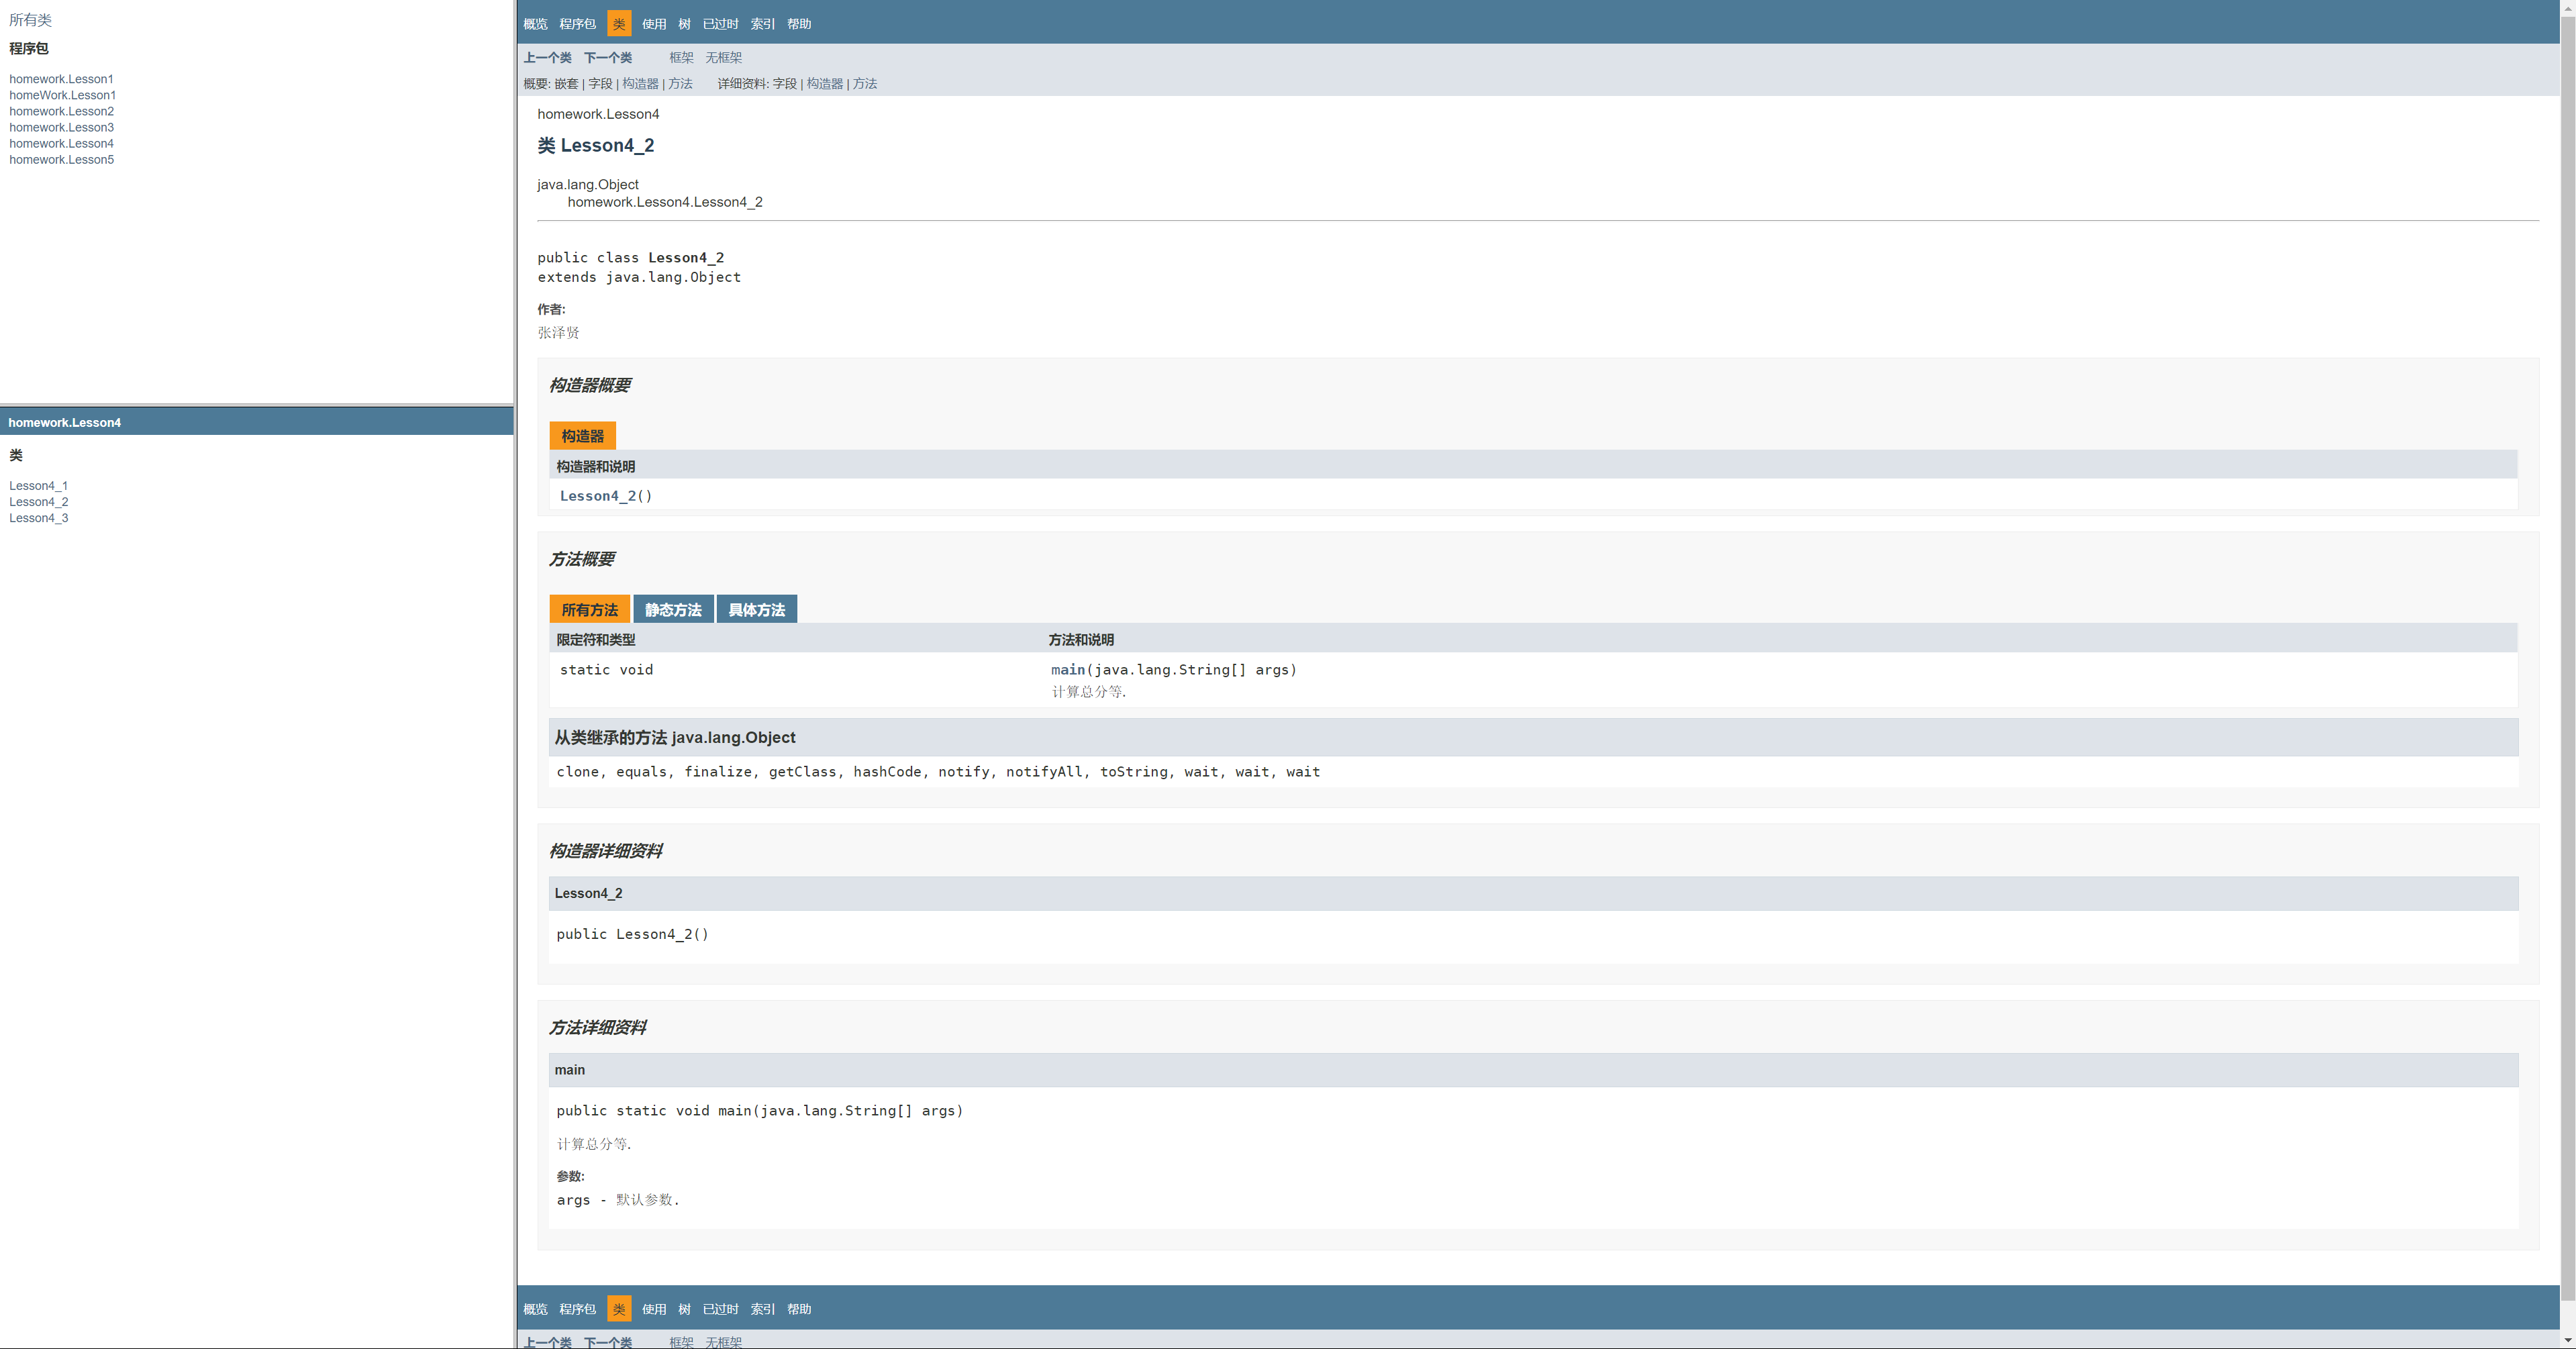 所有类
程序包
homework.Lesson1
homeWork.Lesson1
homework.Lesson2
homework.Lesson3
homework.Lesson4
homework.Lesson5
homework.Lesson4
类
Lesson4_1
Lesson4_2
Lesson4_3
概览 程序包 类 使用 树 已过时 索引 帮助
上一个类 下一个类 框架 无框架
概要: 嵌套 | 字段 | 构造器 | 方法 详细资料: 字段 | 构造器 | 方法
homework.Lesson4
类 Lesson4_2
java.lang.Object
homework.Lesson4.Lesson4_2
public class Lesson4_2
extends java.lang.Object
作者:
张泽贤
构造器概要
构造器
构造器和说明
Lesson4_2()
方法概要
所有方法 静态方法 具体方法
限定符和类型 方法和说明
static void main(java.lang.String[] args)
计算总分等.
从类继承的方法 java.lang.Object
clone, equals, finalize, getClass, hashCode, notify, notifyAll, toString, wait, wait, wait
构造器详细资料
Lesson4_2
public Lesson4_2()
方法详细资料
main
public static void main(java.lang.String[] args)
计算总分等.
参数:
args - 默认参数.
概览 程序包 类 使用 树 已过时 索引 帮助
上一个类 下一个类 框架 无框架